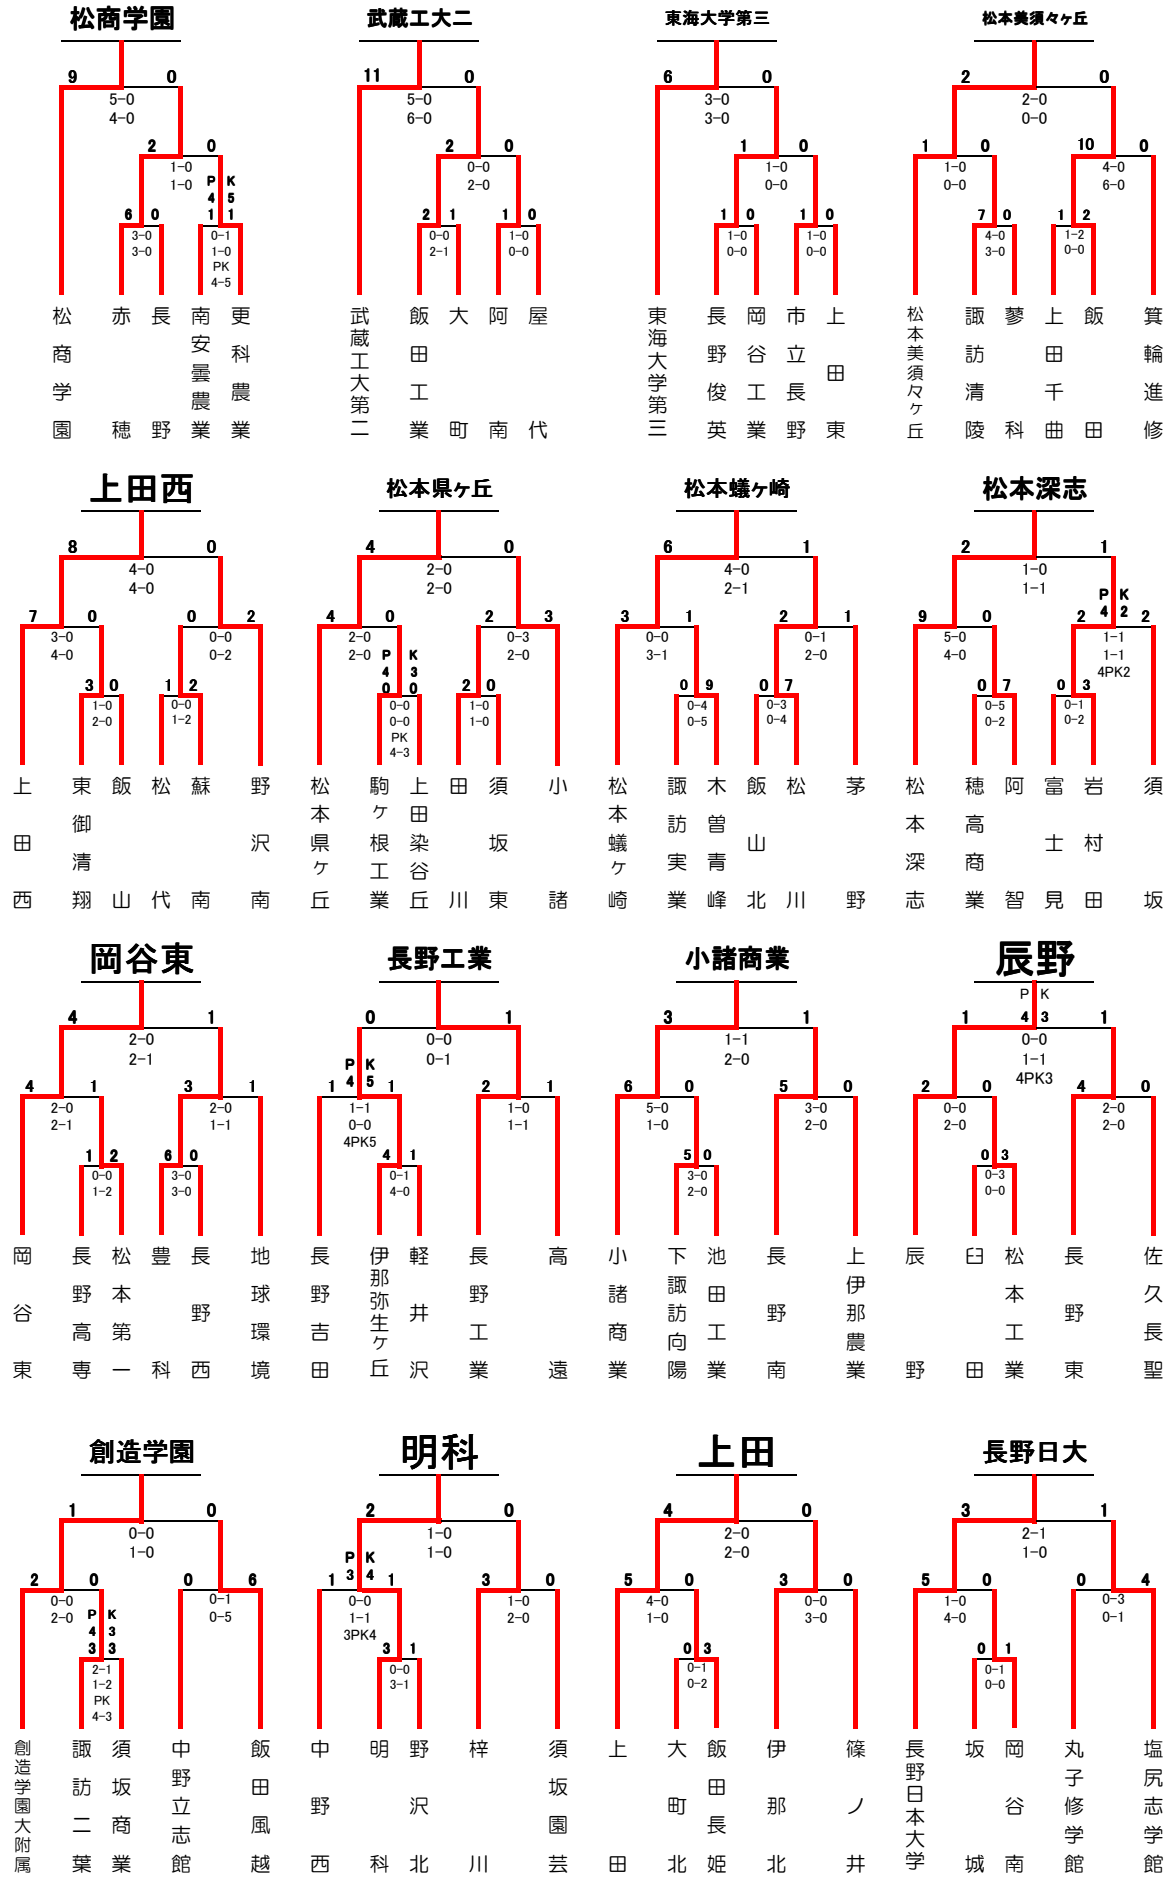 松商学園 武蔵工大二 東海大学第三 松本美須々ヶ丘
9 0 11 0 6 0 2 0
5-0 5-0 3-0 2-0
4-0 6-0 3-0 0-0
2 0 2 0 1 0 1 0 10 0
1-0 0-0 1-0 1-0 4-0
1-0 2-0 0-0 0-0 6-0
P K
4 5
6 0 1 1 2 1 1 0 1 0 1 0 7 0 1 2
3-0 0-1 0-0 1-0 1-0 1-0 4-0 1-2
3-0 1-0 2-1 0-0 0-0 0-0 3-0 0-0
PK
4-5
松商学園 赤穂 長野 南安曇農業 更科農業 武蔵工大第二 飯田工業 大町 阿南 屋代 東海大学第三 長野俊英 岡谷工業 市立長野 上田東 松本美須々ケ丘 諏訪清陵 蓼科 上田千曲 飯田 箕輪進修
上田西 松本県ヶ丘 松本蟻ヶ崎 松本深志
8 0 4 0 6 1 2 1
4-0 2-0 4-0 1-0
4-0 2-0 2-1 1-1
P K
4 2
7 0 0 2 4 0 2 3 3 1 2 1 9 0 2 2
3-0 0-0 2-0 0-3 0-0 0-1 5-0 1-1
4-0 0-2 2-0 2-0 3-1 2-0 4-0 1-1
4PK2
P K
4 3
3 0 1 2 0 0 2 0 0 9 0 7 0 7 0 3
1-0 0-0 0-0 1-0 0-4 0-3 0-5 0-1
2-0 1-2 0-0 1-0 0-5 0-4 0-2 0-2
PK
4-3
上田西 東御清翔 飯山 松代 蘇南 野沢南 松本県ケ丘 駒ケ根工業 上田染谷丘 田川 須坂東 小諸 松本蟻ケ崎 諏訪実業 木曽青峰 飯山北 松川 茅野 松本深志 穂高商業 阿智 富士見 岩村田 須坂
岡谷東 長野工業 小諸商業 辰野
P K
4 3
4 1 0 1 3 1 1 1
2-0 0-0 1-1 0-0
2-1 0-1 2-0 1-1
4PK3
P K
4 5
4 1 3 1 1 1 2 1 6 0 5 0 2 0 4 0
2-0 2-0 1-1 1-0 5-0 3-0 0-0 2-0
2-1 1-1 0-0 1-1 1-0 2-0 2-0 2-0
4PK5
1 2 6 0 4 1 5 0 0 3
0-0 3-0 0-1 3-0 0-3
1-2 3-0 4-0 2-0 0-0
岡谷東 長野高専 松本第一 豊科 長野西 地球環境 長野吉田 伊那弥生ケ丘 軽井沢 長野工業 高遠 小諸商業 下諏訪向陽 池田工業 長野南 上伊那農業 辰野 臼田 松本工業 長野東 佐久長聖
創造学園 明科 上田 長野日大
1 0 2 0 4 0 3 1
0-0 1-0 2-0 2-1
1-0 1-0 2-0 1-0
P K
3 4
2 0 0 6 1 1 3 0 5 0 3 0 5 0 0 4
0-0 0-1 0-0 1-0 4-0 0-0 1-0 0-3
2-0 0-5 1-1 2-0 1-0 3-0 4-0 0-1
3PK4
P K
4 3
3 3 3 1 0 3 0 1
2-1 0-0 0-1 0-1
1-2 3-1 0-2 0-0
PK
4-3
創造学園大附属 諏訪二葉 須坂商業 中野立志館 飯田風越 中野西 明科 野沢北 梓川 須坂園芸 上田 大町北 飯田長姫 伊那北 篠ノ井 長野日本大学 坂城 岡谷南 丸子修学館 塩尻志学館